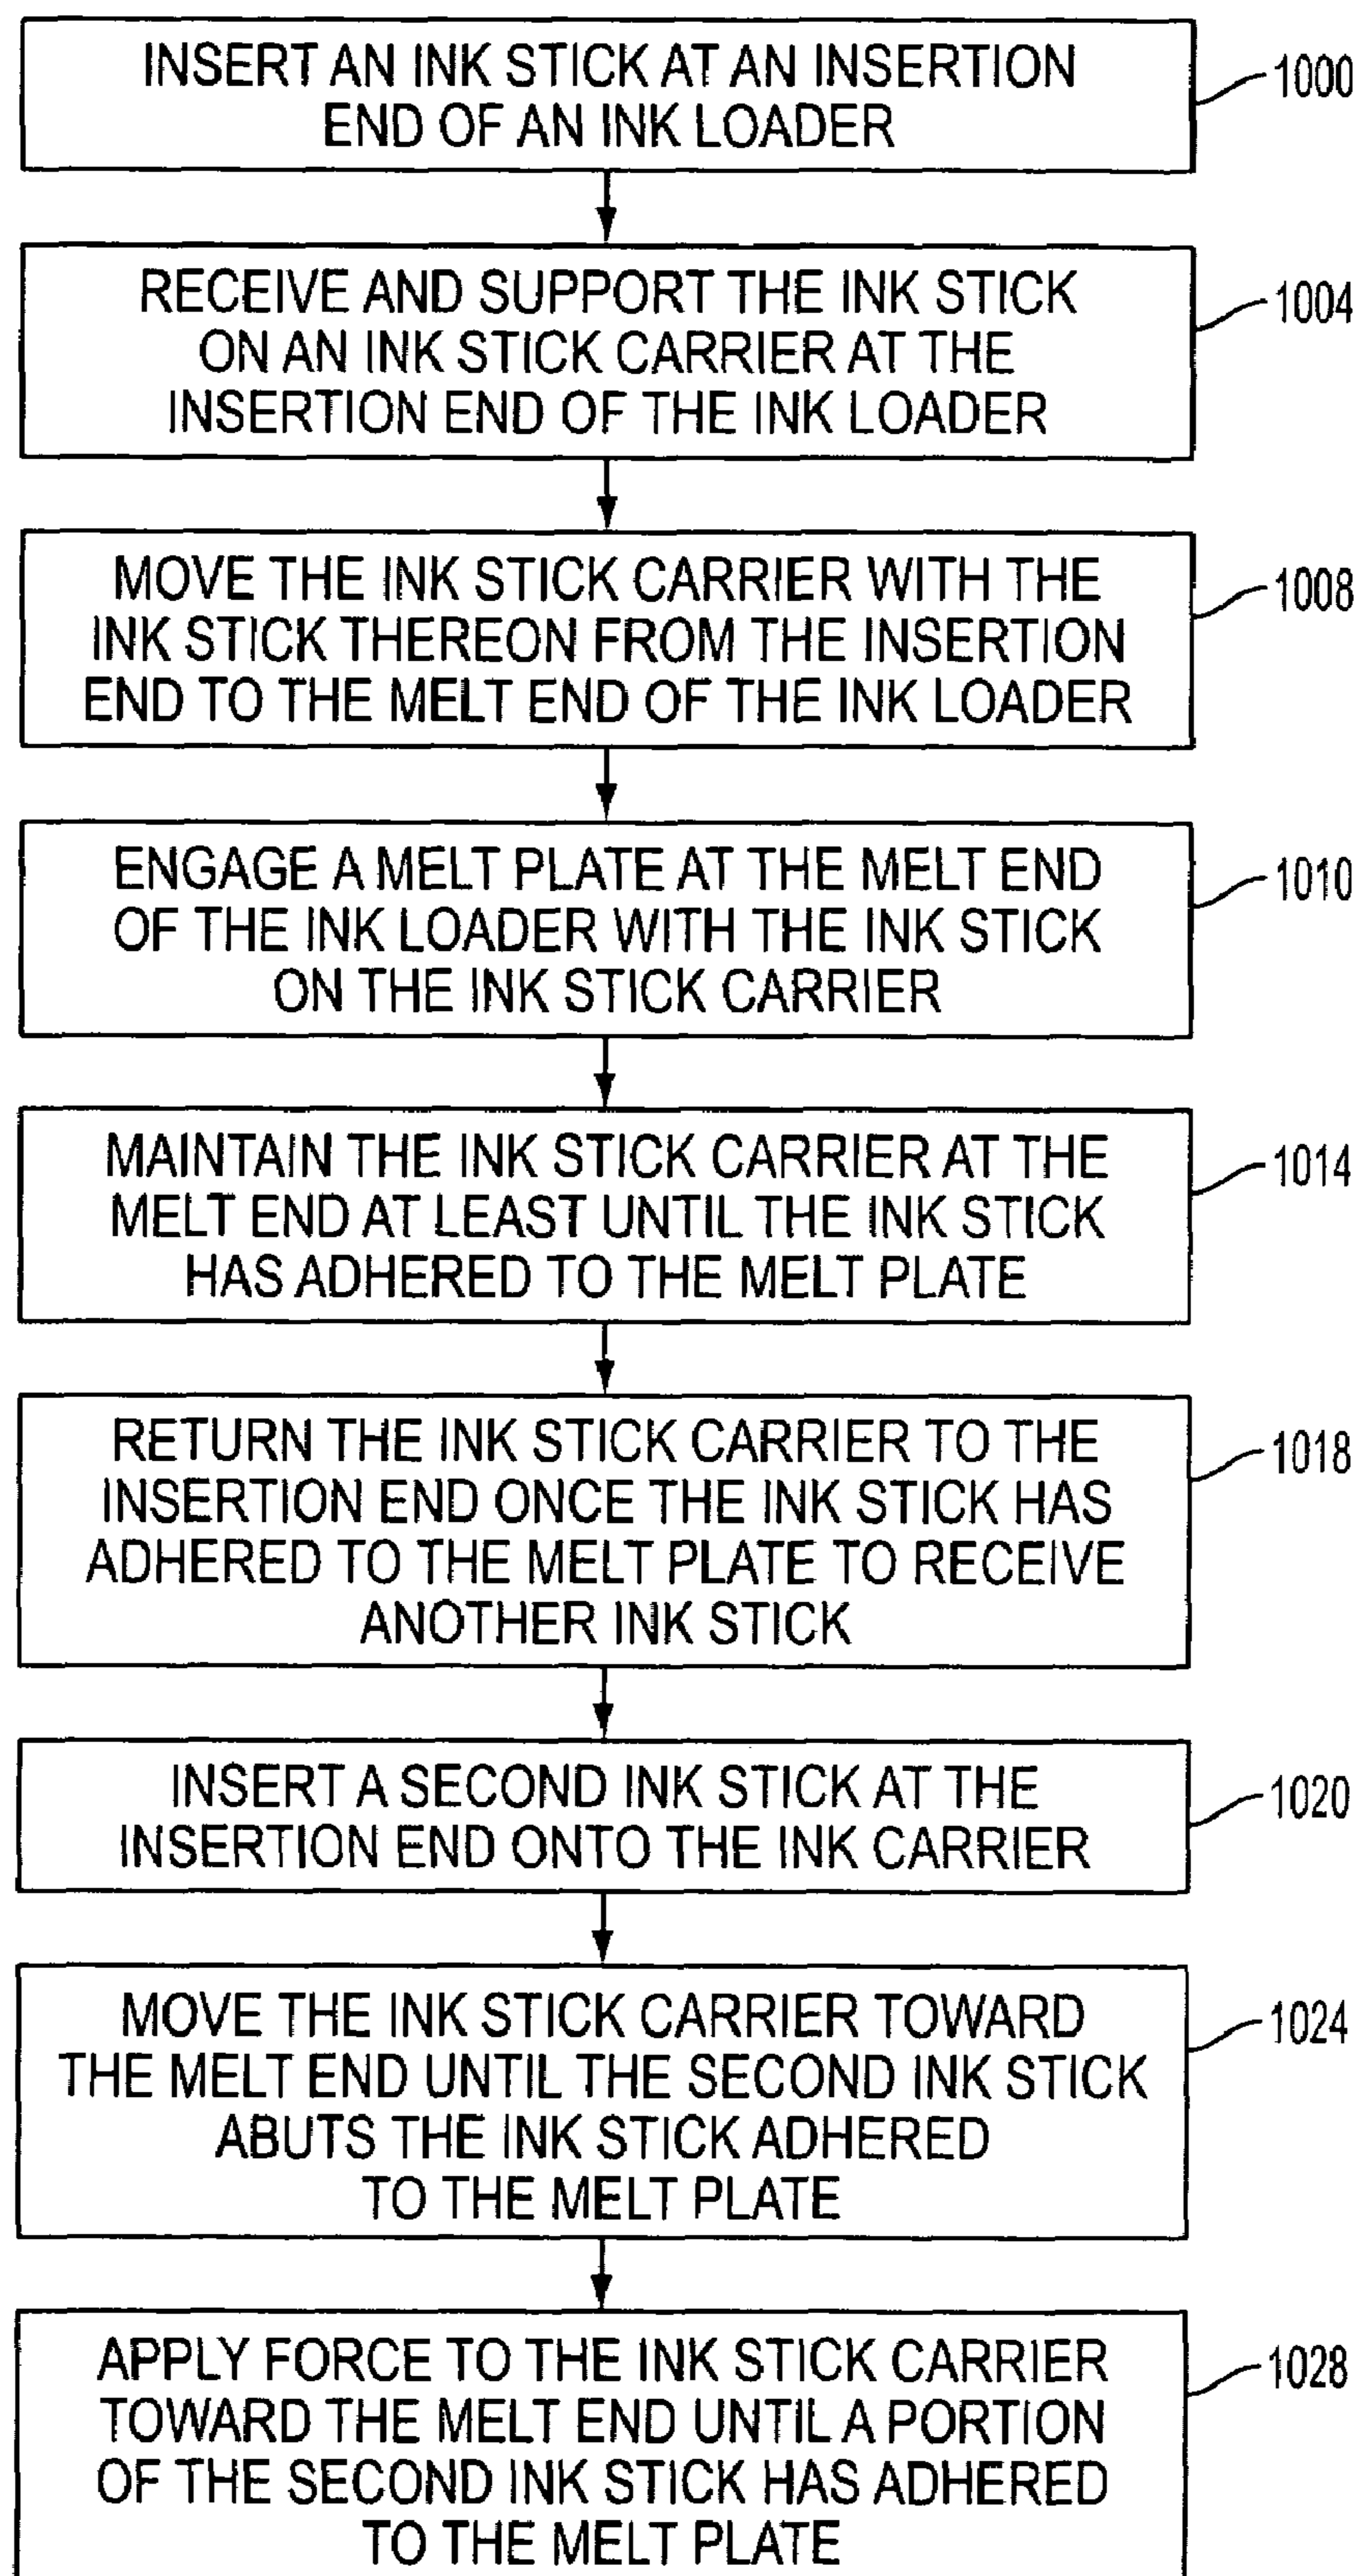 INSERT AN INK STICK AT AN INSERTION
END OF AN INK LOADER
1000
RECEIVE AND SUPPORT THE INK STICK
ON AN INK STICK CARRIER AT THE
INSERTION END OF THE INK LOADER
1004
MOVE THE INK STICK CARRIER WITH THE
INK STICK THEREON FROM THE INSERTION
END TO THE MELT END OF THE INK LOADER
1008
ENGAGE A MELT PLATE AT THE MELT END
OF THE INK LOADER WITH THE INK STICK
ON THE INK STICK CARRIER
1010
MAINTAIN THE INK STICK CARRIER AT THE
MELT END AT LEAST UNTIL THE INK STICK
HAS ADHERED TO THE MELT PLATE
1014
RETURN THE INK STICK CARRIER TO THE
INSERTION END ONCE THE INK STICK HAS
ADHERED TO THE MELT PLATE TO RECEIVE
ANOTHER INK STICK
1018
INSERT A SECOND INK STICK AT THE
INSERTION END ONTO THE INK CARRIER
1020
MOVE THE INK STICK CARRIER TOWARD
THE MELT END UNTIL THE SECOND INK STICK
ABUTS THE INK STICK ADHERED
TO THE MELT PLATE
1024
APPLY FORCE TO THE INK STICK CARRIER
TOWARD THE MELT END UNTIL A PORTION
OF THE SECOND INK STICK HAS ADHERED
TO THE MELT PLATE
1028